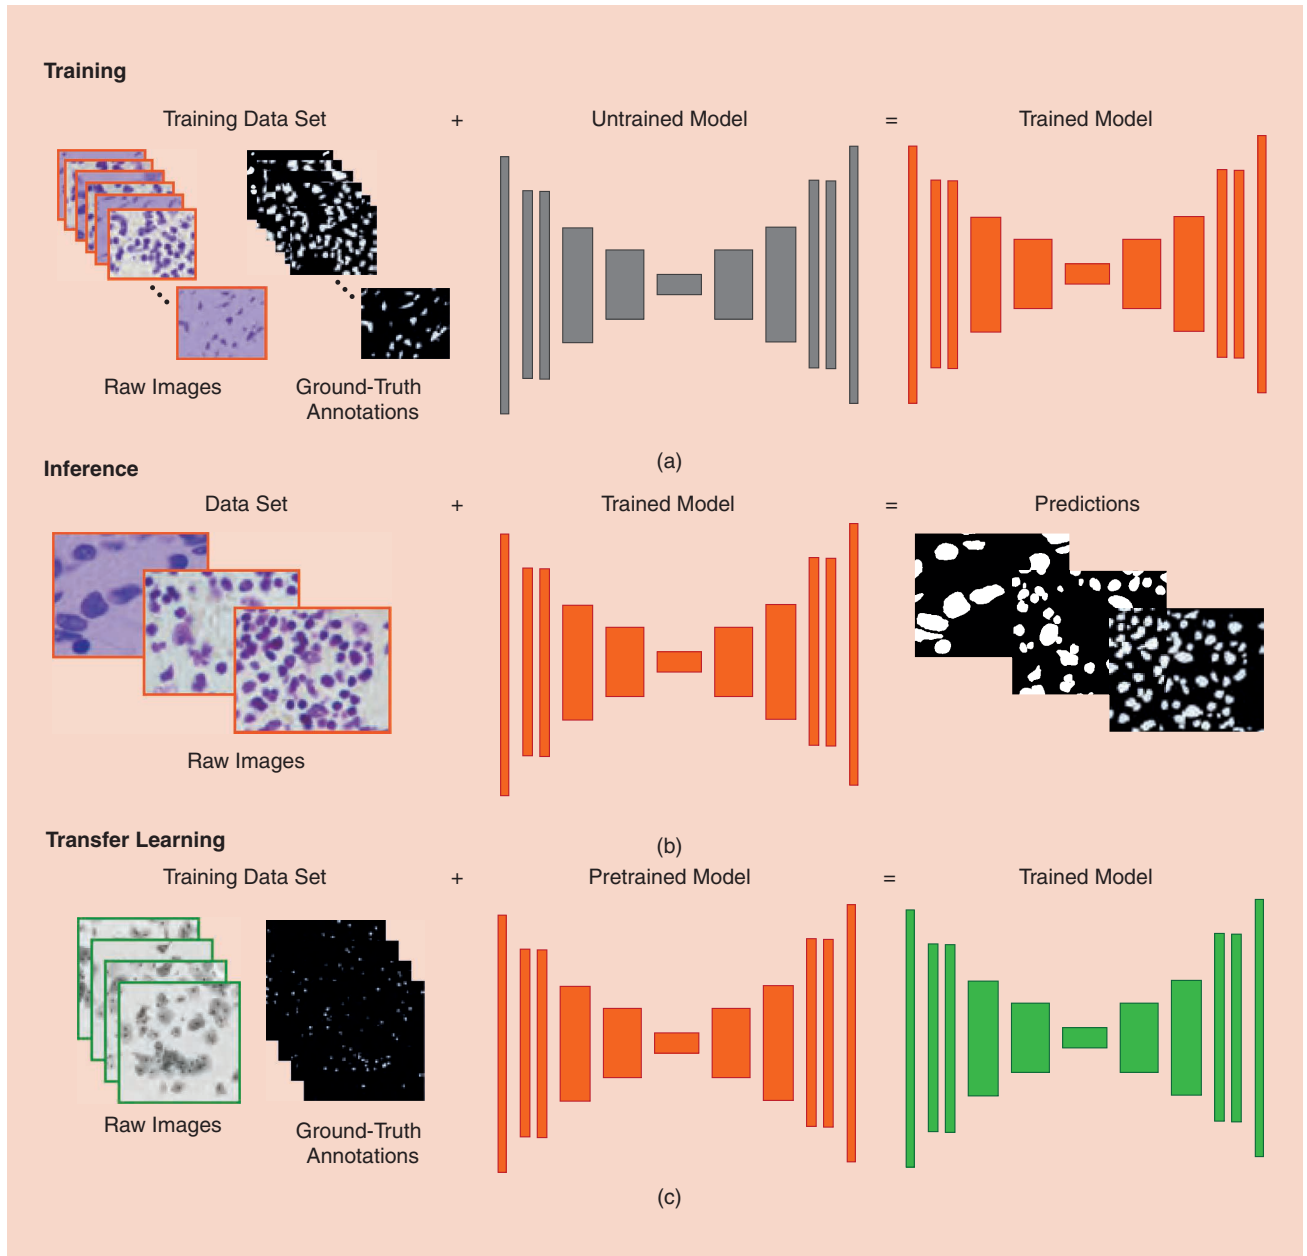 Training
Training Data Set + Untrained Model = Trained Model
Raw Images
Ground-Truth
Annotations
(a)
Inference
Data Set + Trained Model = Predictions
Raw Images
(b)
Transfer Learning
Training Data Set + Pretrained Model = Trained Model
Raw Images
Ground-Truth
Annotations
(c)